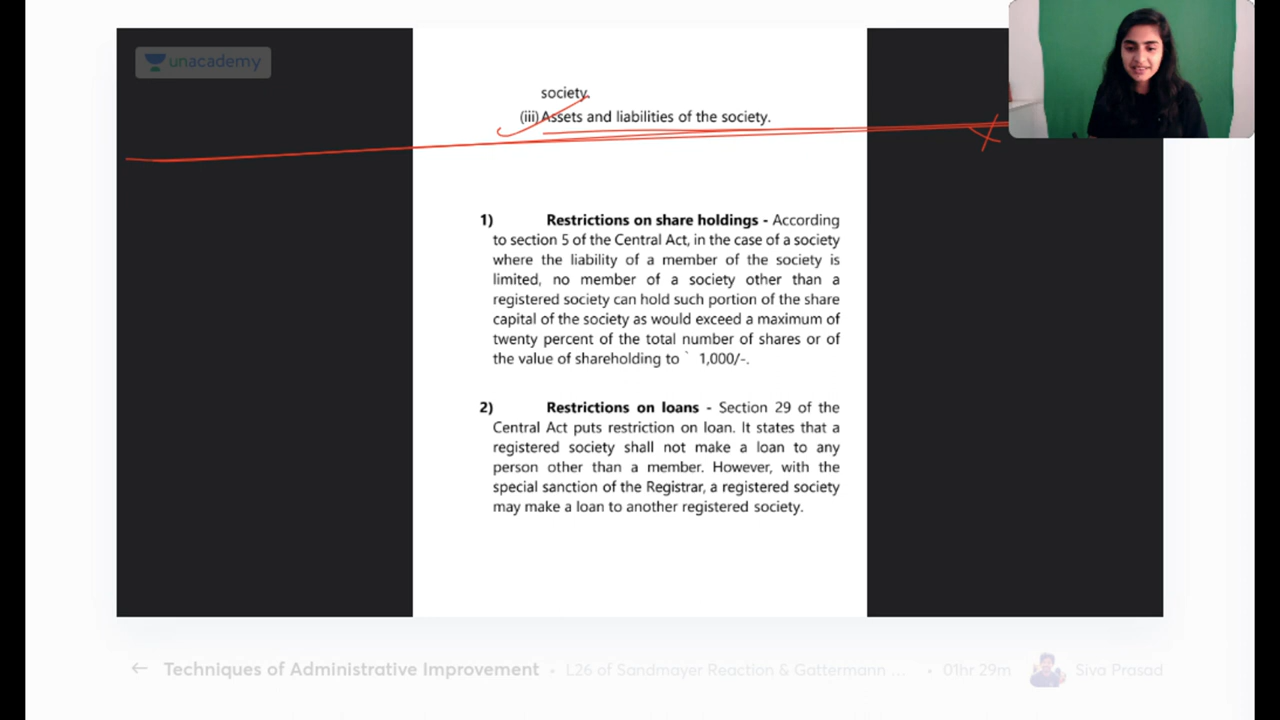 unacademy
society.
(iii) Assets and liabilities of the society.
1) Restrictions on share holdings - According
to section 5 of the Central Act, in the case of a society
where the liability of a member of the society is
limited, no member of a society other than a
registered society can hold such portion of the share
capital of the society as would exceed a maximum of
twenty percent of the total number of shares or of
the value of shareholding to ` 1,000/-.
2) Restrictions on loans - Section 29 of the
Central Act puts restriction on loan. It states that a
registered society shall not make a loan to any
person other than a member. However, with the
special sanction of the Registrar, a registered society
may make a loan to another registered society.
← Techniques of Administrative Improvement • L26 of Sandmayer Reaction & Gattermann ... • 01hr 29m Siva Prasad